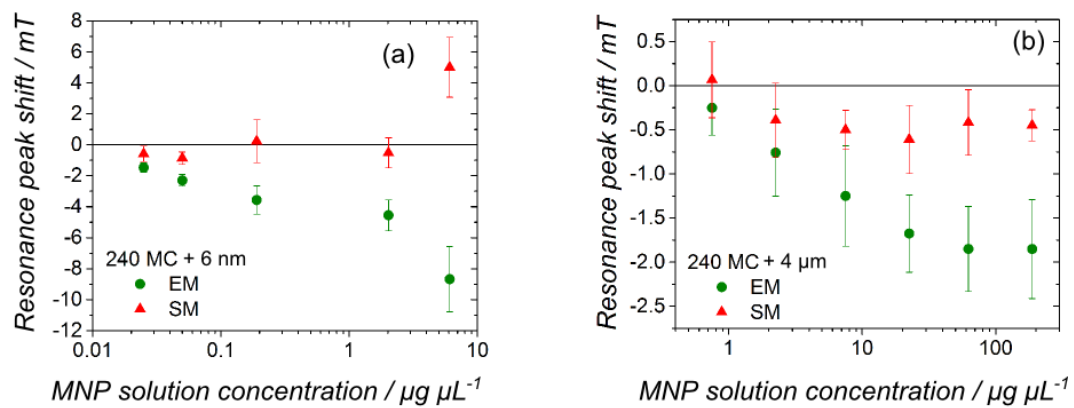 Resonance peak shift / mT
8
6
4
2
0
-2
-4
-6
-8
-10
-12
(a)
240 MC + 6 nm
EM
SM
0.01
0.1
1
10
MNP solution concentration / µg µL⁻¹
Resonance peak shift / mT
0.5
0.0
-0.5
-1.0
-1.5
-2.0
-2.5
(b)
240 MC + 4 µm
EM
SM
1
10
100
MNP solution concentration / µg µL⁻¹